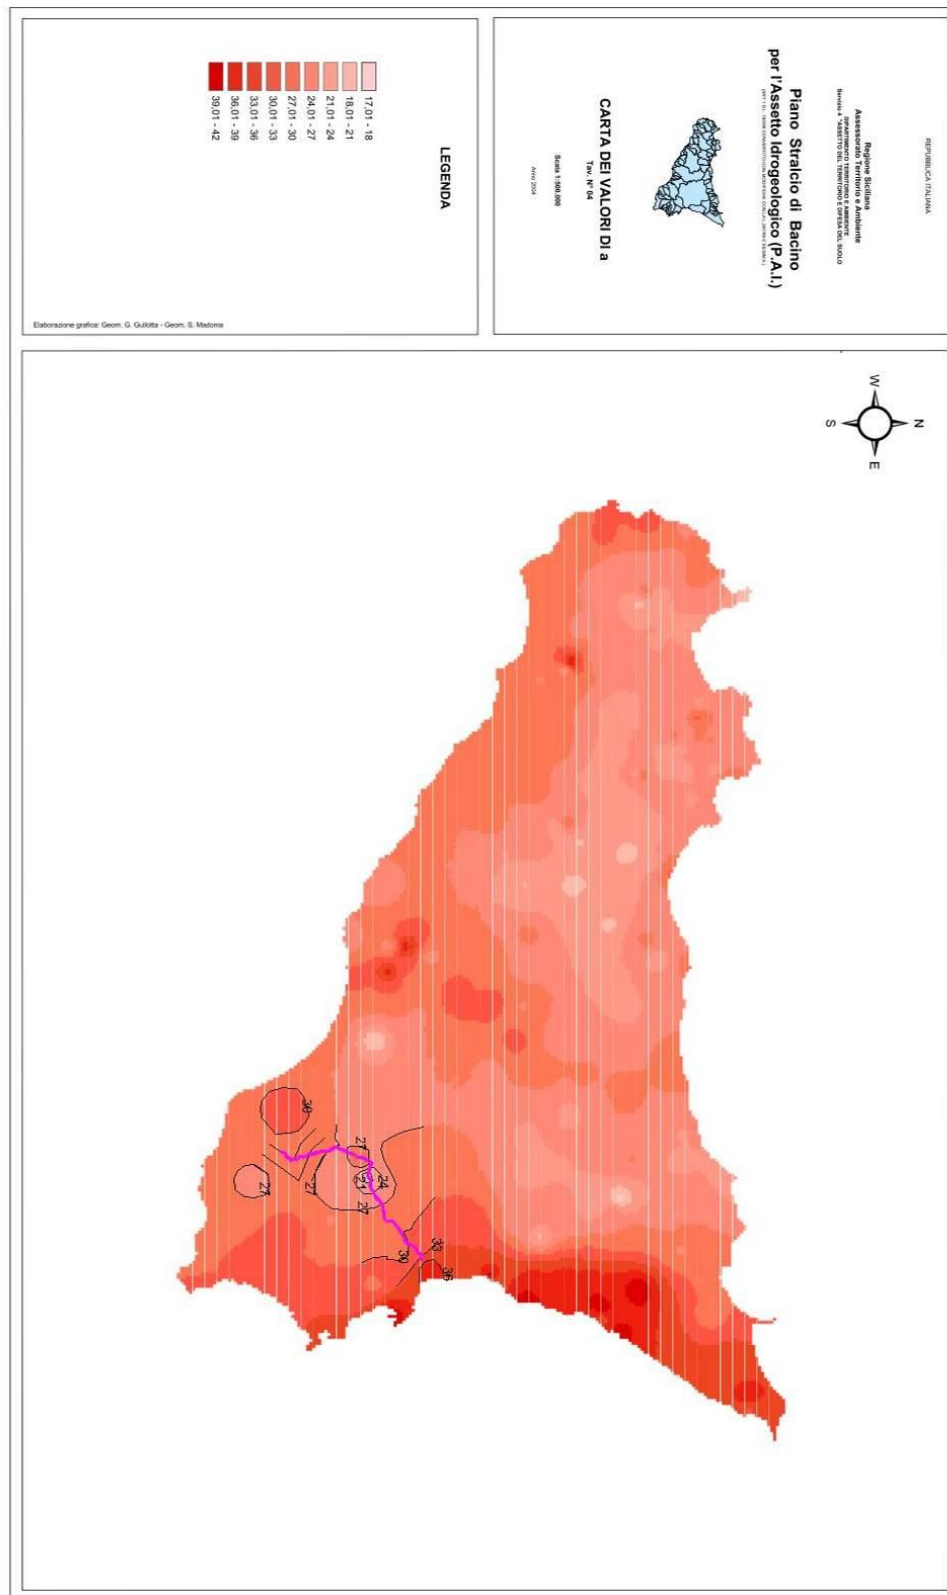 REPUBBLICA ITALIANA
Regione Siciliana
Assessorato Territorio e Ambiente
DIPARTIMENTO TERRITORIO E AMBIENTE
Servizio 4 "ASSETTO DEL TERRITORIO E DIFESA DEL SUOLO
Piano Stralcio di Bacino
per l'Assetto Idrogeologico (P.A.I.)
CARTA DEI VALORI DI a
Tav. N° 04
Scala 1:500.000
Anno 2004
LEGENDA
17,01 - 18
18,01 - 21
21,01 - 24
24,01 - 27
27,01 - 30
30,01 - 33
33,01 - 36
36,01 - 39
39,01 - 42
Elaborazione grafica: Geom. G. Gullotta - Geom. S. Madonia
N
W
E
S
30
27
24
21
27
27
27
33
30
36